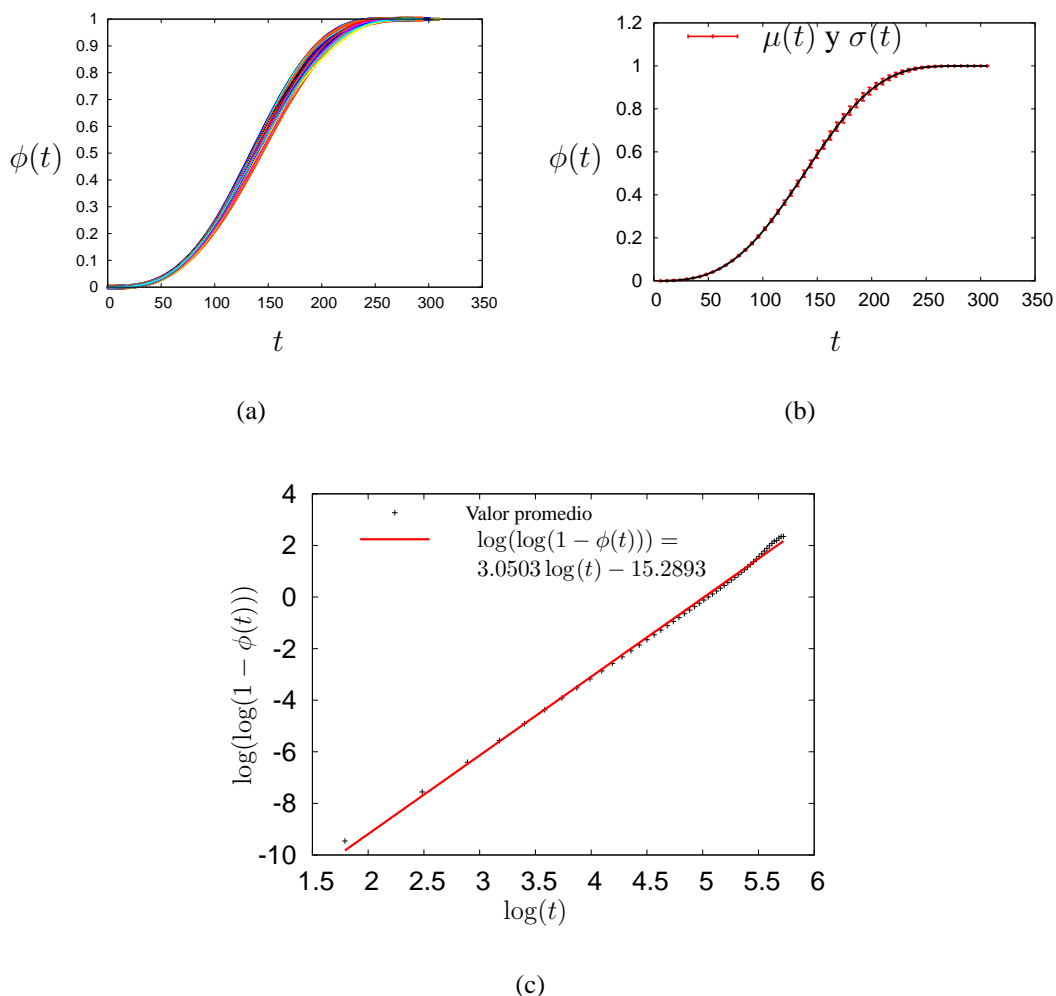 1
0.9
0.8
0.7
0.6
0.5
0.4
0.3
0.2
0.1
0
ϕ(t)
0 50 100 150 200 250 300 350
t
(a)
1.2
1
0.8
0.6
0.4
0.2
0
μ(t) y σ(t)
ϕ(t)
0 50 100 150 200 250 300 350
t
(b)
4
2
0
-2
-4
-6
-8
-10
log(log(1 − ϕ(t)))
Valor promedio
log(log(1 − ϕ(t))) =
3.0503 log(t) − 15.2893
1.5 2 2.5 3 3.5 4 4.5 5 5.5 6
log(t)
(c)